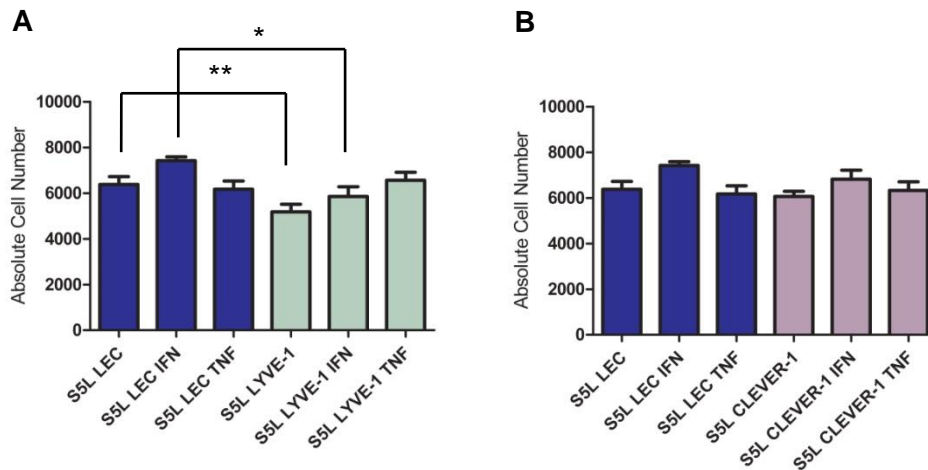 A
*
**
Absolute Cell Number
10000
8000
6000
4000
2000
0
S5L LEC
S5L LEC IFN
S5L LEC TNF
S5L LYVE-1
S5L LYVE-1 IFN
S5L LYVE-1 TNF
B
Absolute Cell Number
10000
8000
6000
4000
2000
0
S5L LEC
S5L LEC IFN
S5L LEC TNF
S5L CLEVER-1
S5L CLEVER-1 IFN
S5L CLEVER-1 TNF